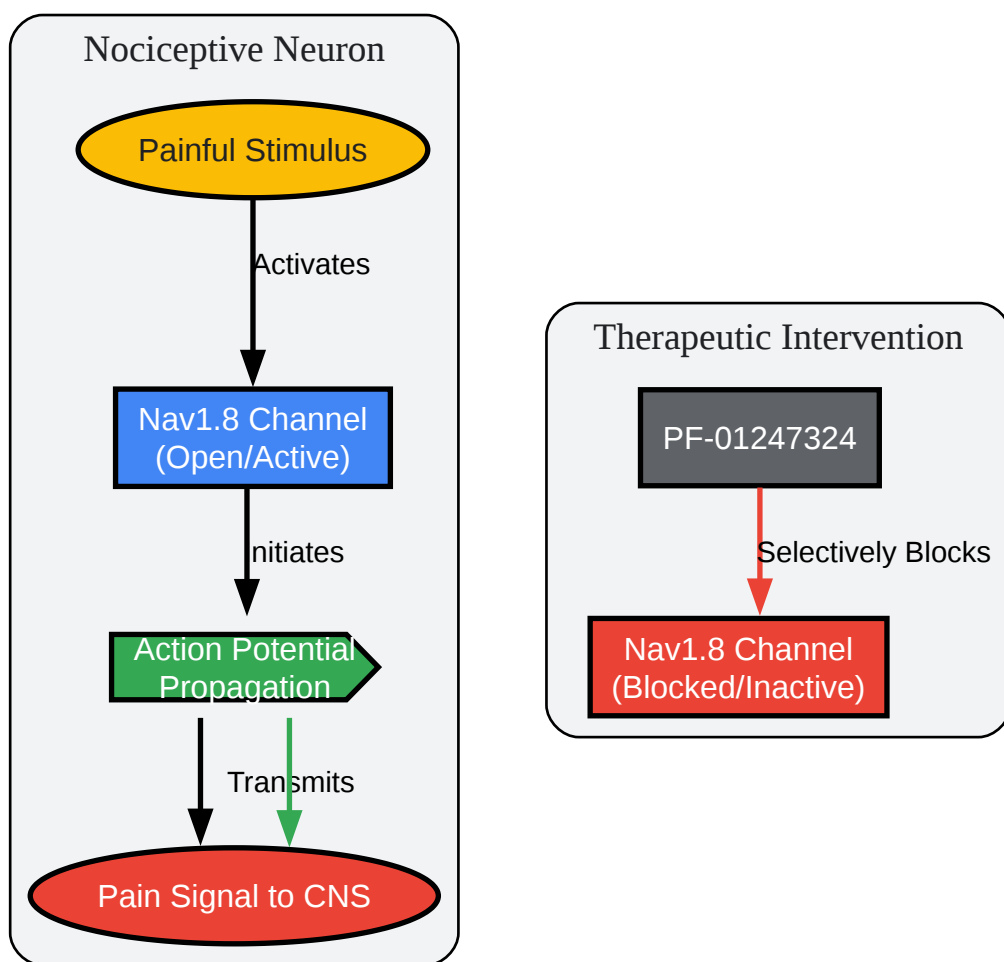 Nociceptive Neuron
Painful Stimulus
Activates
Nav1.8 Channel
(Open/Active)
Initiates
Action Potential
Propagation
Transmits
Pain Signal to CNS
Therapeutic Intervention
PF-01247324
Selectively Blocks
Nav1.8 Channel
(Blocked/Inactive)